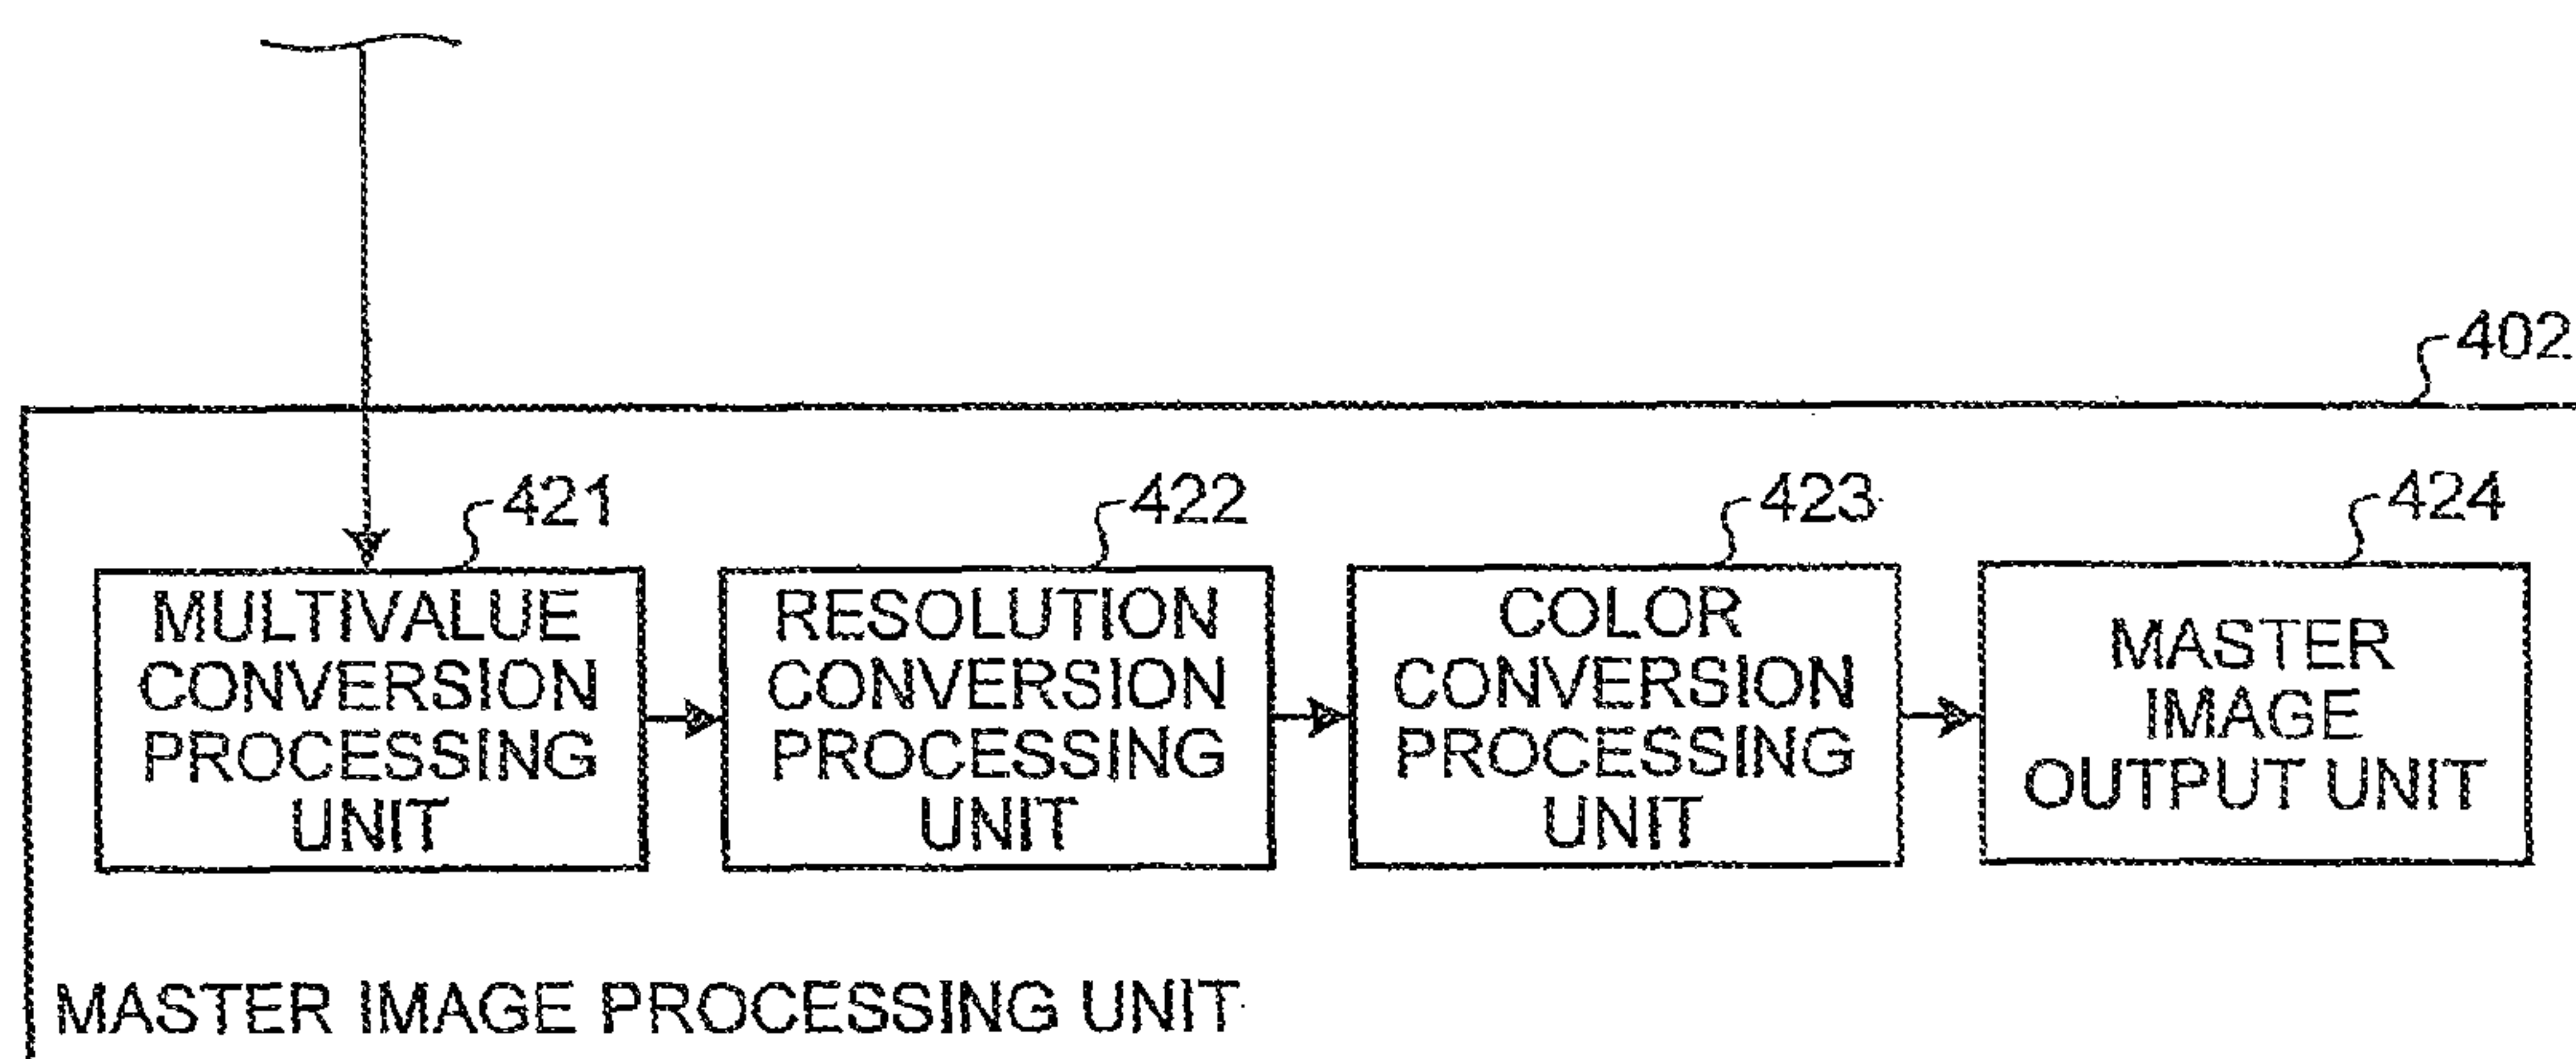 402
421
422
423
424
MULTIVALUE
CONVERSION
PROCESSING
UNIT
RESOLUTION
CONVERSION
PROCESSING
UNIT
COLOR
CONVERSION
PROCESSING
UNIT
MASTER
IMAGE
OUTPUT UNIT
MASTER IMAGE PROCESSING UNIT